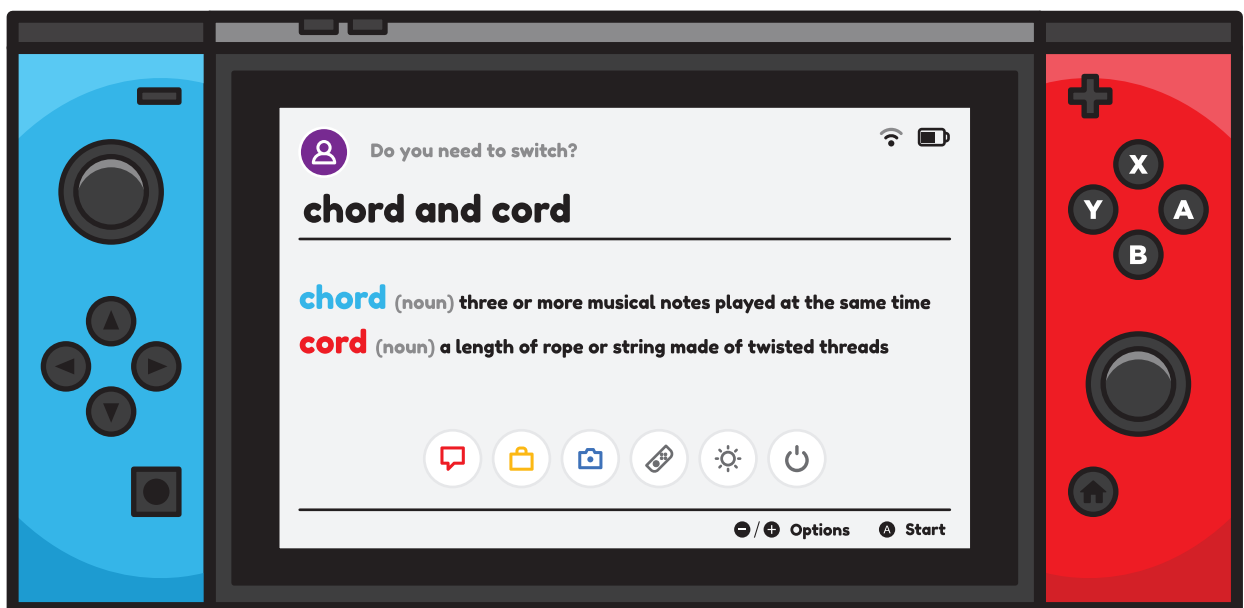 Do you need to switch?
chord and cord
chord (noun) three or more musical notes played at the same time
cord (noun) a length of rope or string made of twisted threads
−/+ Options A Start
X
Y A
B